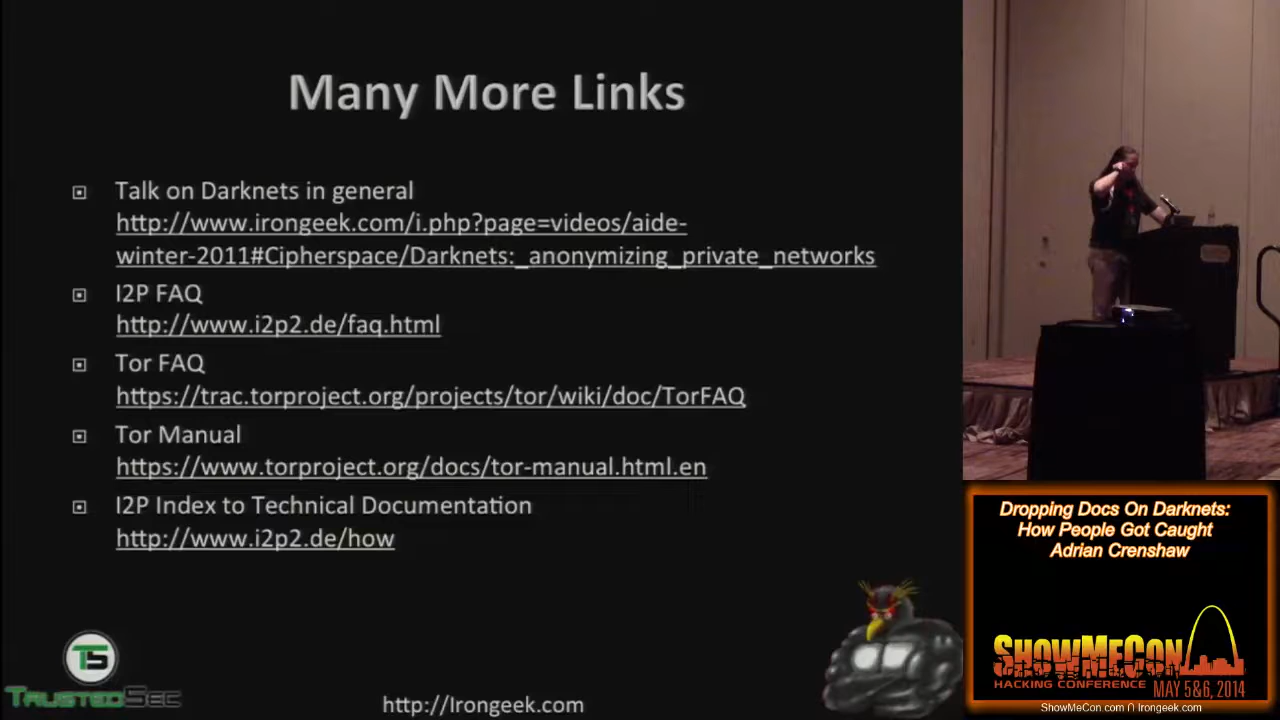 Many More Links
Talk on Darknets in general
http://www.irongeek.com/i.php?page=videos/aide-
winter-2011#Cipherspace/Darknets:_anonymizing_private_networks
I2P FAQ
http://www.i2p2.de/faq.html
Tor FAQ
https://trac.torproject.org/projects/tor/wiki/doc/TorFAQ
Tor Manual
https://www.torproject.org/docs/tor-manual.html.en
I2P Index to Technical Documentation
http://www.i2p2.de/how
TS
TRUSTEDSEC
http://Irongeek.com
Dropping Docs On Darknets:
How People Got Caught
Adrian Crenshaw
SHOWMECON
HACKING CONFERENCE
MAY 5&6, 2014
ShowMeCon.com ∩ Irongeek.com